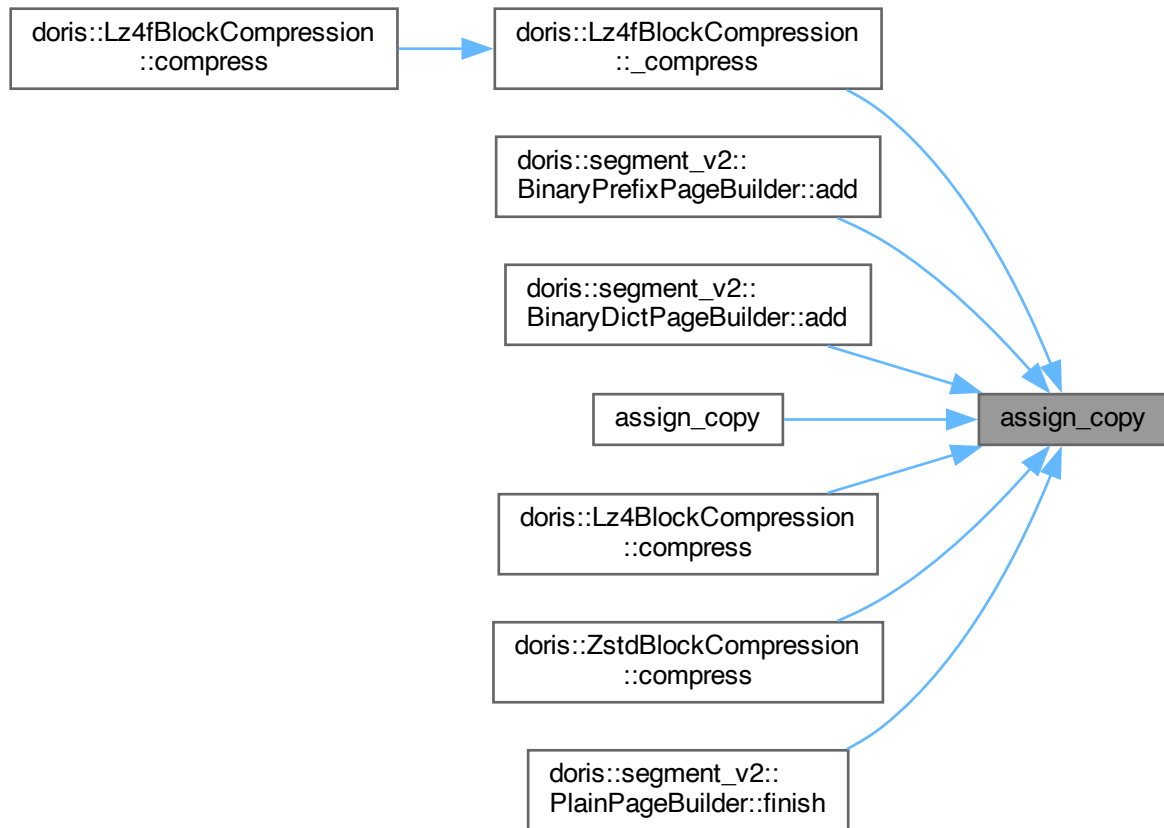 doris::Lz4fBlockCompression
::compress
doris::Lz4fBlockCompression
::_compress
doris::segment_v2::
BinaryPrefixPageBuilder::add
doris::segment_v2::
BinaryDictPageBuilder::add
assign_copy
assign_copy
doris::Lz4BlockCompression
::compress
doris::ZstdBlockCompression
::compress
doris::segment_v2::
PlainPageBuilder::finish